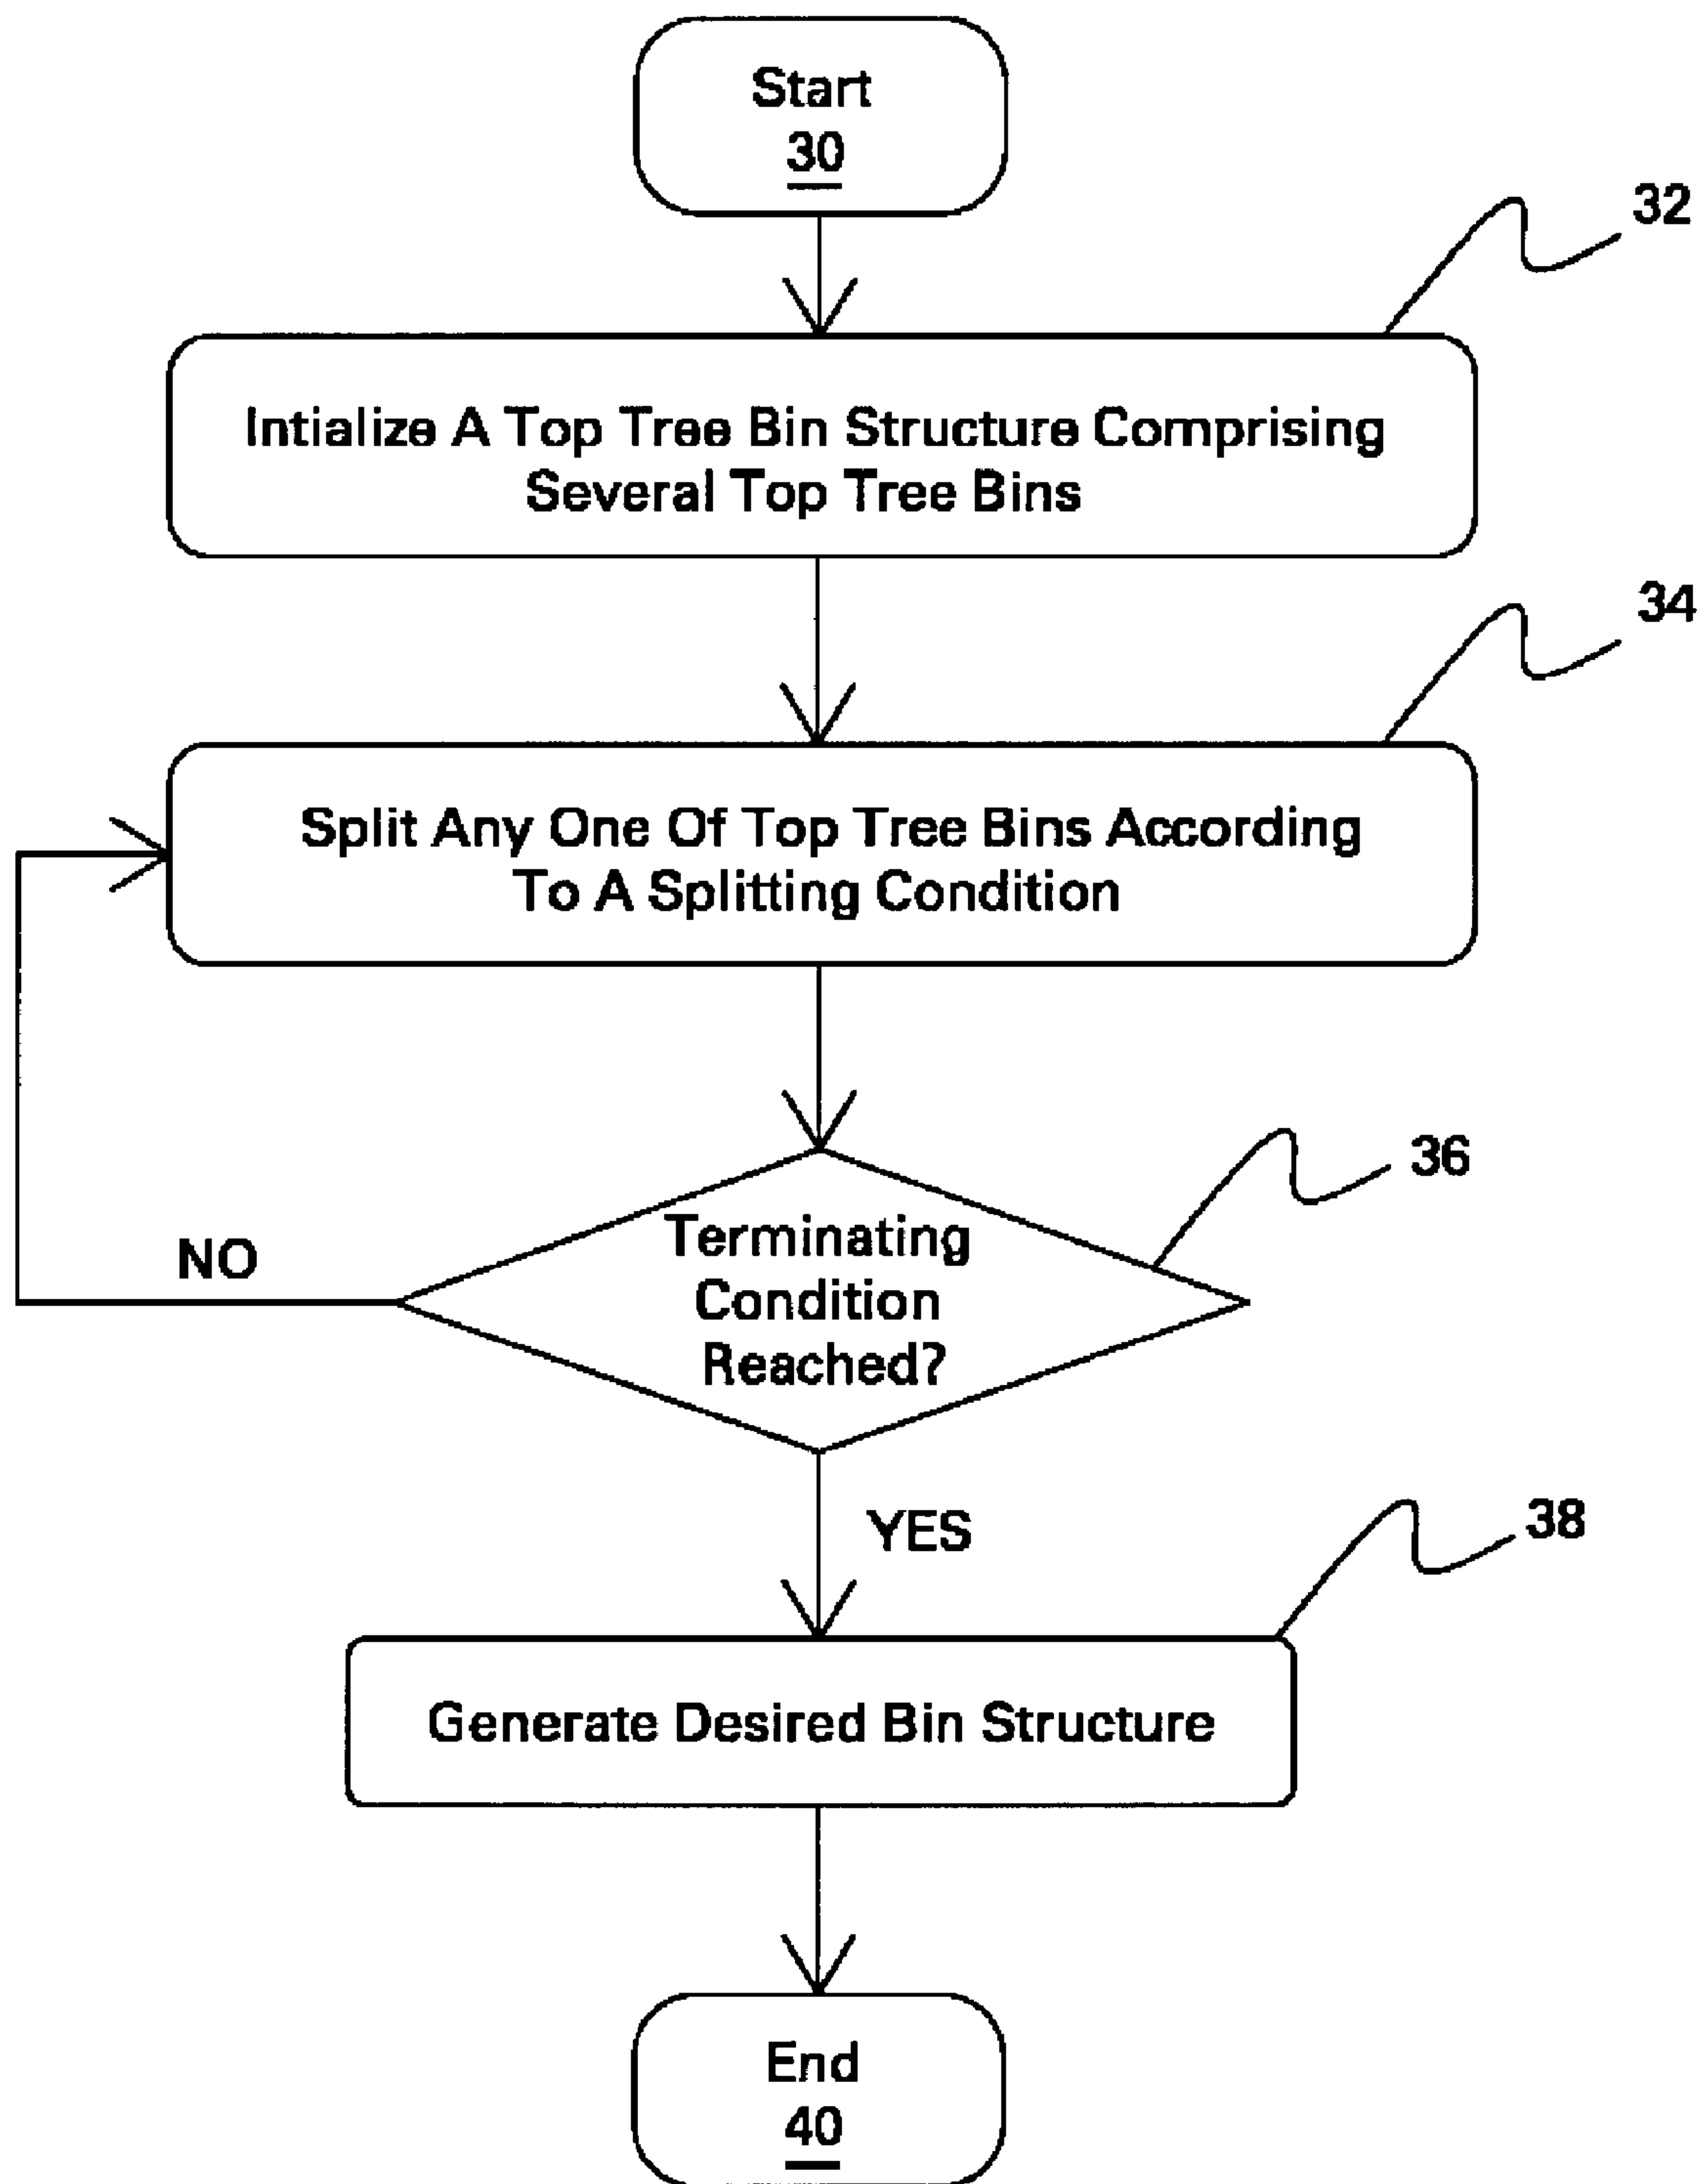 Start
30
32
Intialize A Top Tree Bin Structure Comprising
Several Top Tree Bins
34
Split Any One Of Top Tree Bins According
To A Splitting Condition
36
Terminating
Condition
Reached?
NO
YES
38
Generate Desired Bin Structure
End
40